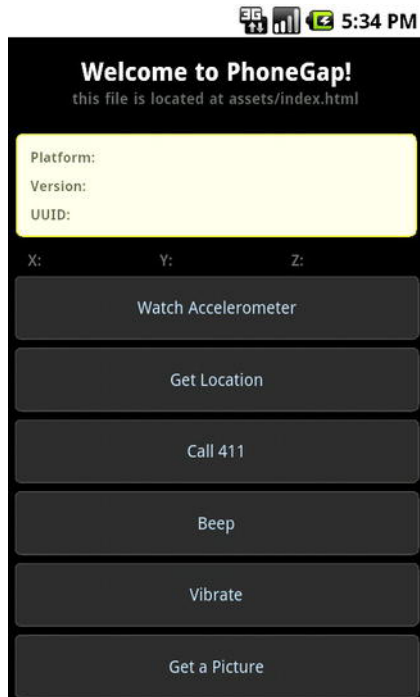 3G 5:34 PM
Welcome to PhoneGap!
this file is located at assets/index.html
Platform:
Version:
UUID:
X: Y: Z:
Watch Accelerometer
Get Location
Call 411
Beep
Vibrate
Get a Picture